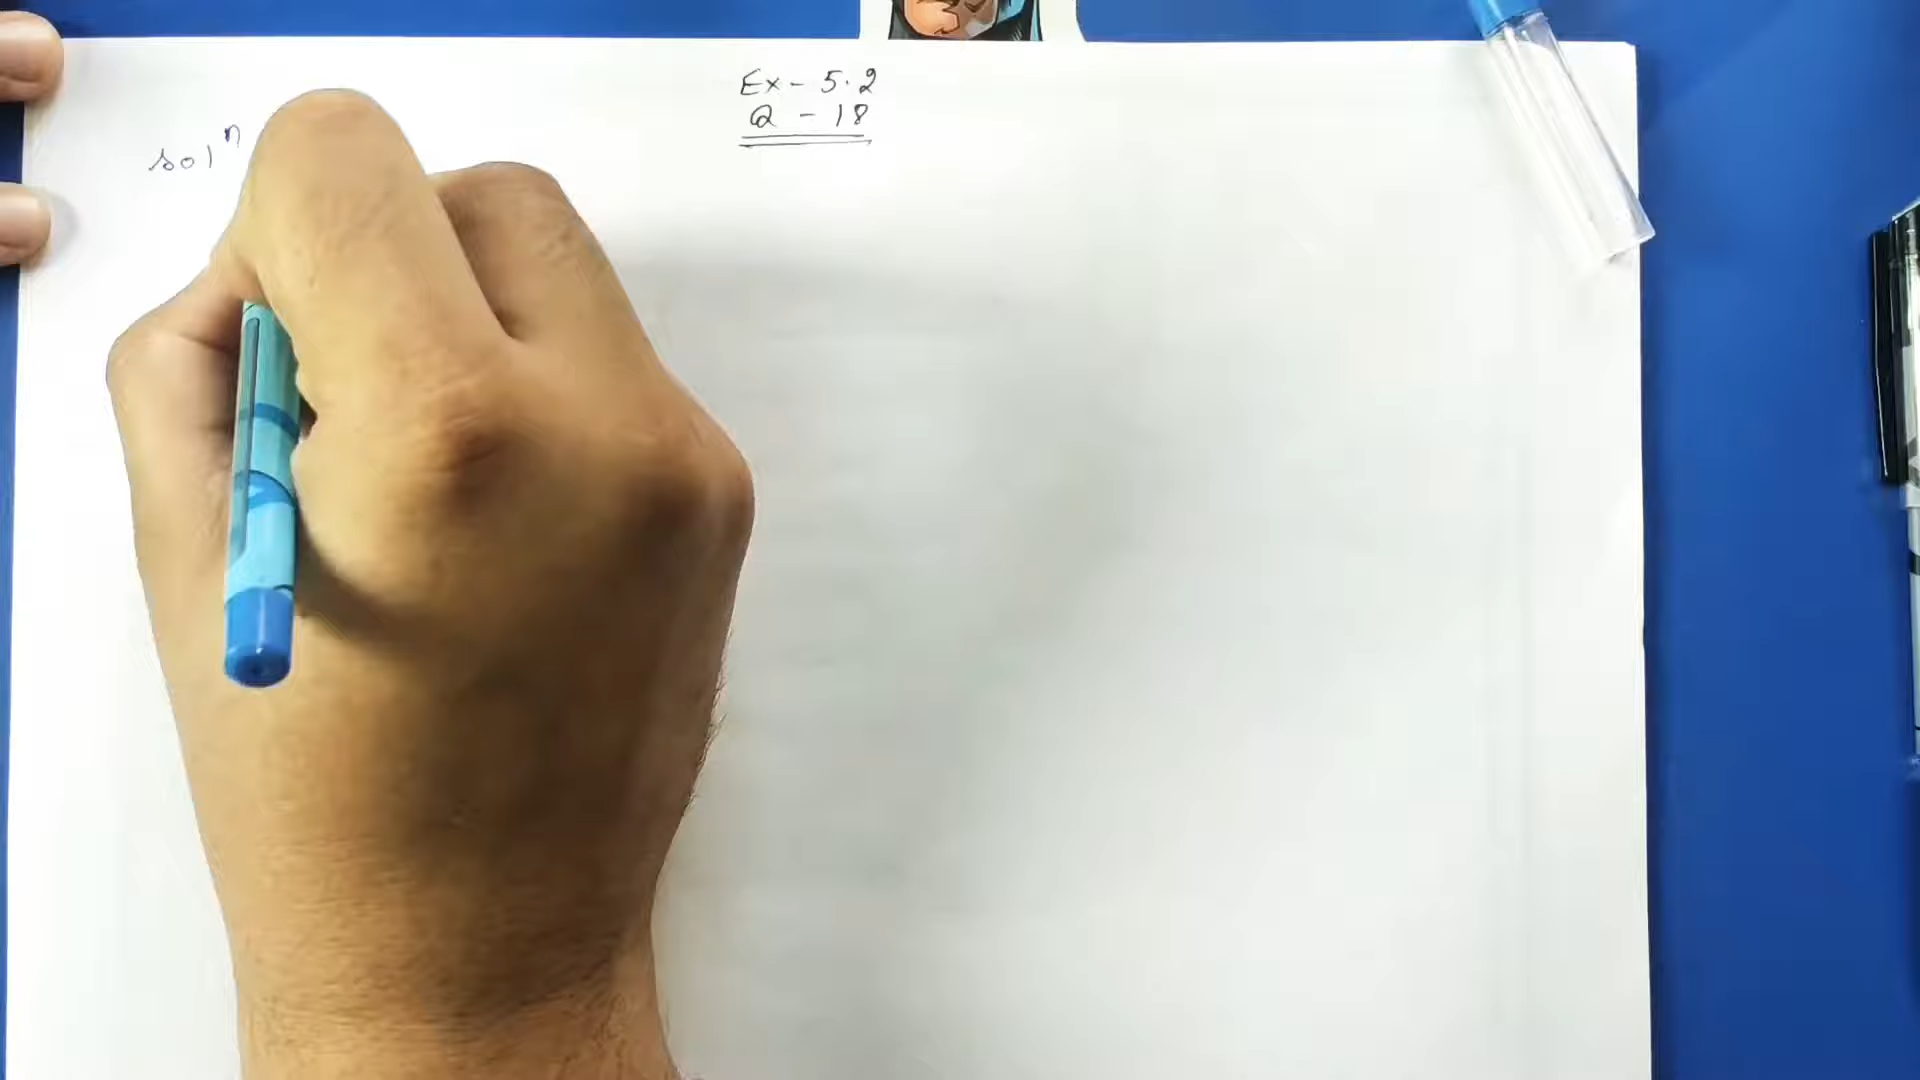 Ex - 5.2
Q - 18
solⁿ